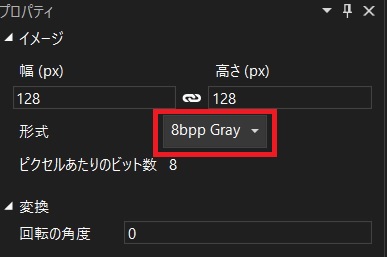 プロパティ
イメージ
幅 (px) 高さ (px)
128 128
形式 8bpp Gray
ピクセルあたりのビット数 8
変換
回転の角度 0